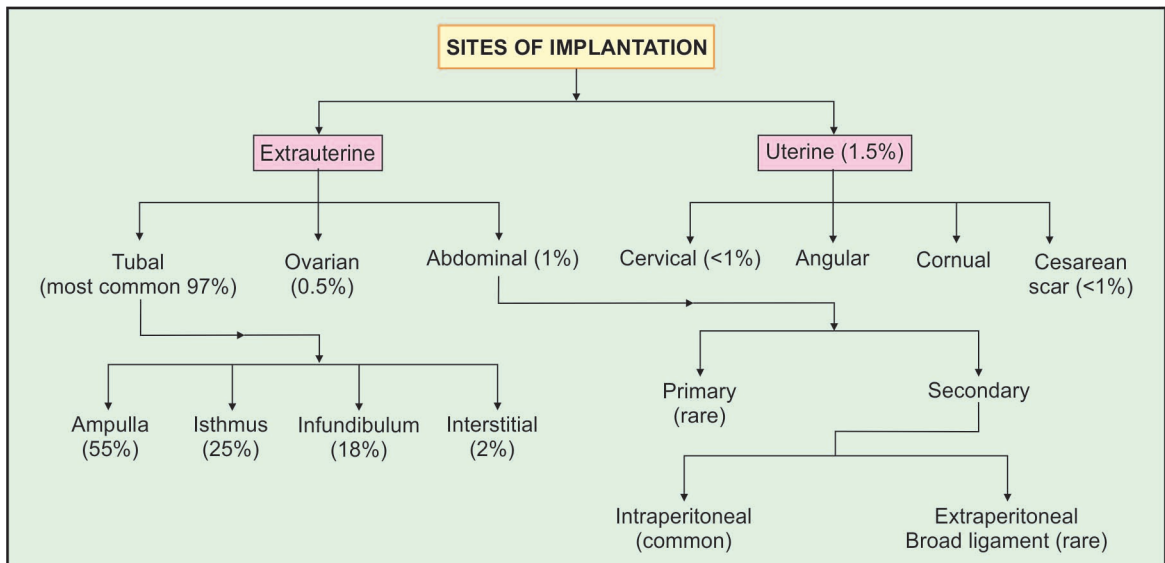 SITES OF IMPLANTATION
Extrauterine
Uterine (1.5%)
Tubal
(most common 97%)
Ovarian
(0.5%)
Abdominal (1%)
Cervical (<1%)
Angular
Cornual
Cesarean
scar (<1%)
Ampulla
(55%)
Isthmus
(25%)
Infundibulum
(18%)
Interstitial
(2%)
Primary
(rare)
Secondary
Intraperitoneal
(common)
Extraperitoneal
Broad ligament (rare)